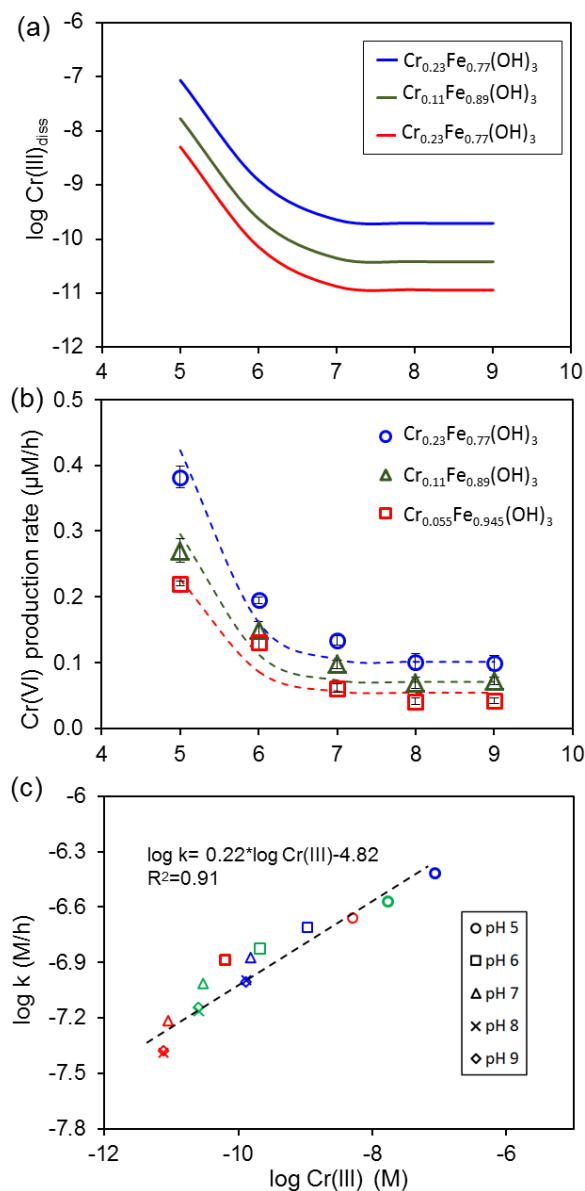 (a)
-6
-7
-8
-9
-10
-11
-12
log Cr(III)diss
Cr0.23Fe0.77(OH)3
Cr0.11Fe0.89(OH)3
Cr0.23Fe0.77(OH)3
4 5 6 7 8 9 10
(b)
0.5
0.4
0.3
0.2
0.1
0.0
Cr(VI) production rate (μM/h)
Cr0.23Fe0.77(OH)3
Cr0.11Fe0.89(OH)3
Cr0.055Fe0.945(OH)3
4 5 6 7 8 9 10
(c)
-6
-6.3
-6.6
-6.9
-7.2
-7.5
-7.8
log k (M/h)
log k= 0.22*log Cr(III)-4.82
R²=0.91
pH 5
pH 6
pH 7
pH 8
pH 9
-12 -10 -8 -6
log Cr(III) (M)